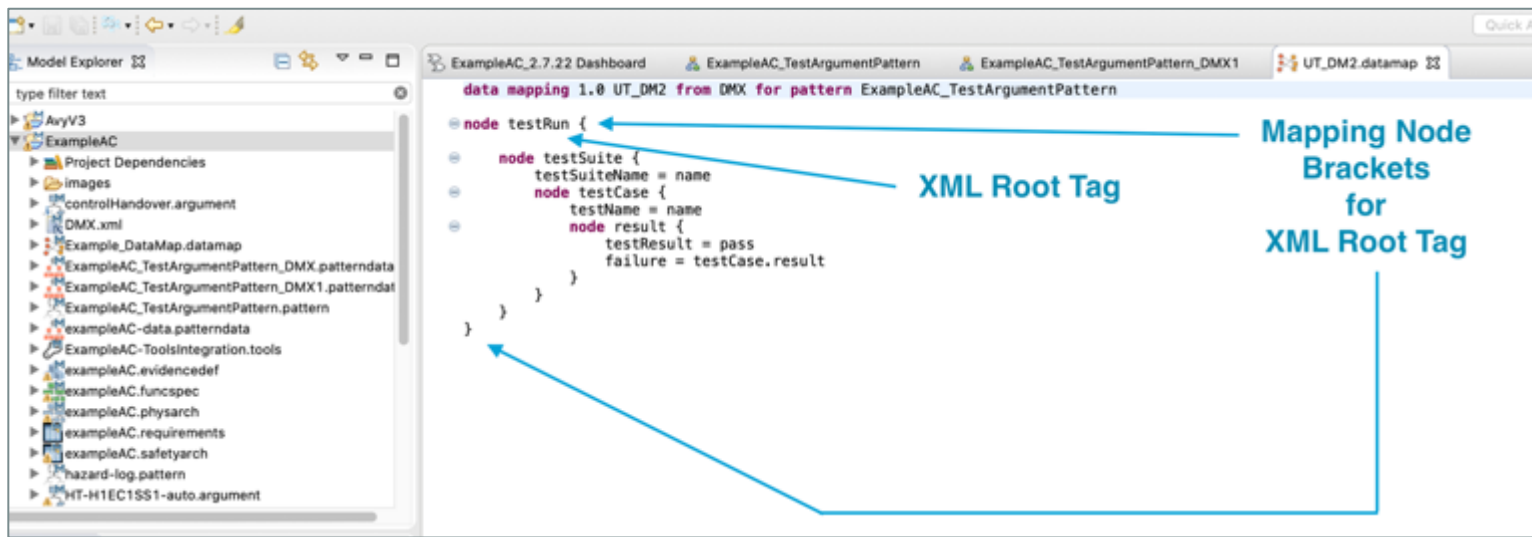 Quick A
Model Explorer
type filter text
AvyV3
ExampleAC
Project Dependencies
images
controlHandover.argument
DMX.xml
Example_DataMap.datamap
ExampleAC_TestArgumentPattern_DMX.patterndata
ExampleAC_TestArgumentPattern_DMX1.patterndat
ExampleAC_TestArgumentPattern.pattern
exampleAC-data.patterndata
ExampleAC-ToolsIntegration.tools
exampleAC.evidencedef
exampleAC.funcspec
exampleAC.physarch
exampleAC.requirements
exampleAC.safetyarch
hazard-log.pattern
HT-H1EC1SS1-auto.argument
ExampleAC_2.7.22 Dashboard ExampleAC_TestArgumentPattern ExampleAC_TestArgumentPattern_DMX1 UT_DM2.datamap
data mapping 1.0 UT_DM2 from DMX for pattern ExampleAC_TestArgumentPattern
node testRun {
node testSuite {
testSuiteName = name
node testCase {
testName = name
node result {
testResult = pass
failure = testCase.result
}
}
}
}
XML Root Tag
Mapping Node
Brackets
for
XML Root Tag